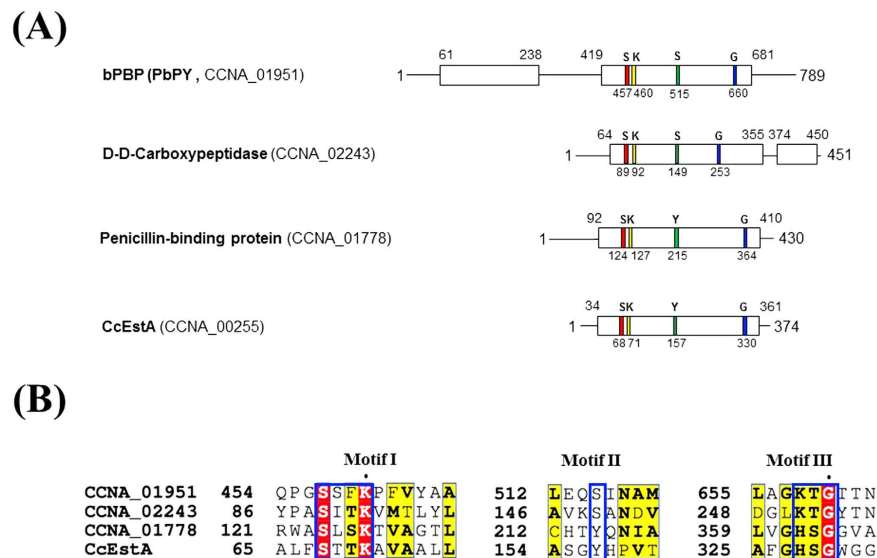 (A)
61 238 419 S K S G 681
bPBP (PbPY , CCNA_01951) 1 789
457 460 515 660
64 S K S G 355 374 450
D-D-Carboxypeptidase (CCNA_02243) 1 451
89 92 149 253
92 SK Y G 410
Penicillin-binding protein (CCNA_01778) 1 430
124 127 215 364
34 SK Y G 361
CcEstA (CCNA_00255) 1 374
68 71 157 330
(B)
Motif I Motif II Motif III
CCNA_01951 454 QPGSSFKPFVYAA 512 LEQSINAM 655 LAGKTGTTN
CCNA_02243 86 YPASITKVMTLYL 146 AVKSANDV 248 DGLKTGYTN
CCNA_01778 121 RWASLSKTVAGTL 212 CHTYQNIA 359 LVGHSGGVA
CcEstA 65 ALFSTTKAVAALL 154 ASGYHPVT 325 AFGHSGVGG